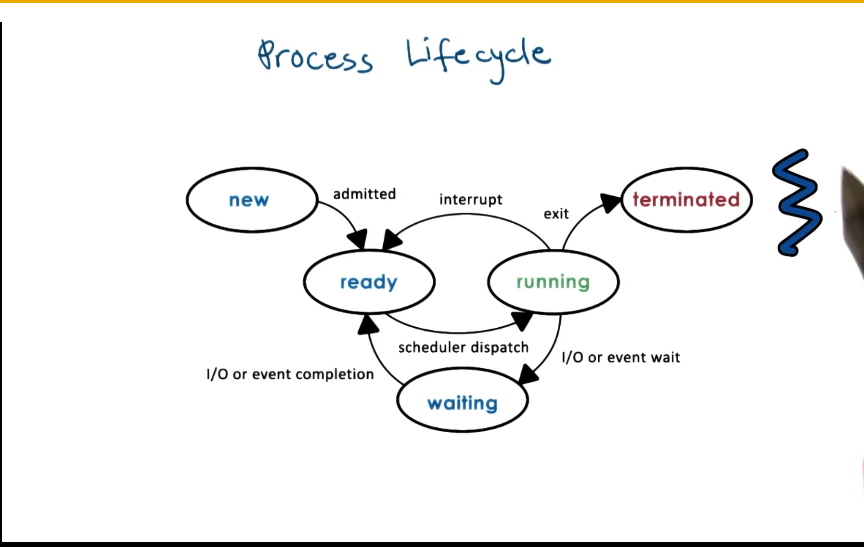 Process Lifecycle
new
admitted
interrupt
exit
terminated
ready
running
scheduler dispatch
I/O or event wait
I/O or event completion
waiting